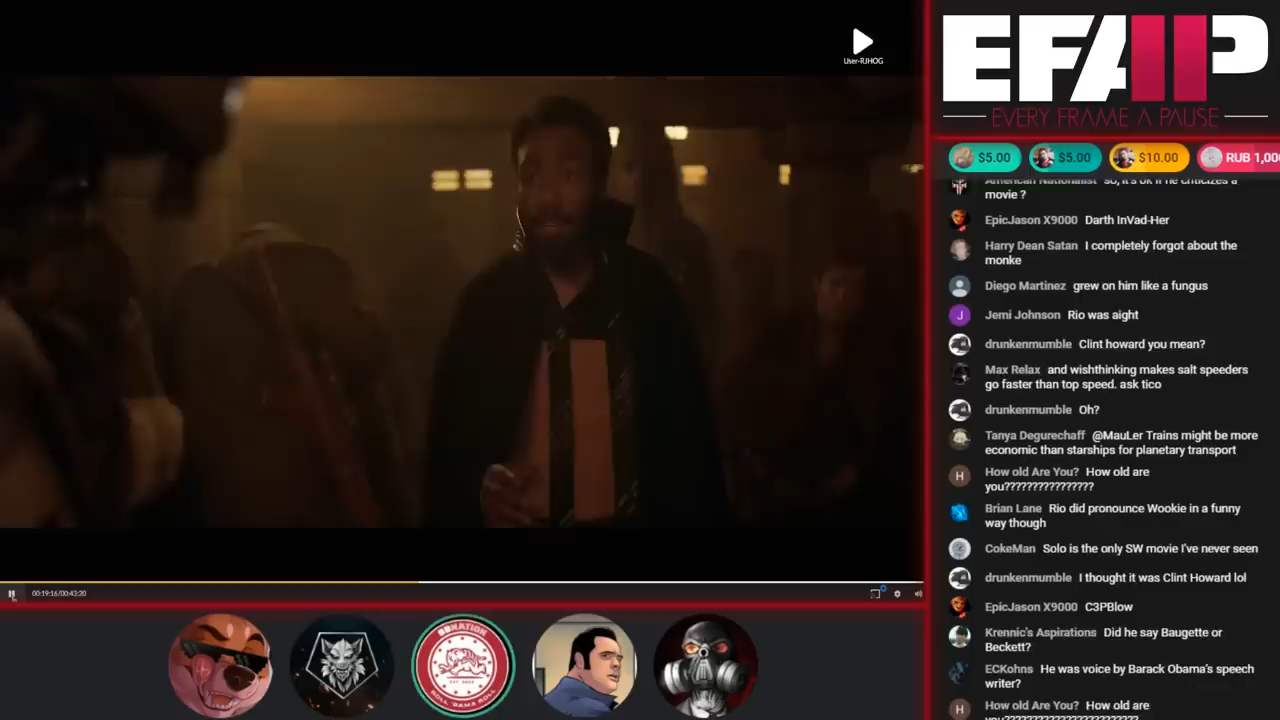 User-RJHOG
EFAP
EVERY FRAME A PAUSE
$5.00
$5.00
$10.00
RUB 1,00
American Nationalist so, it's ok if he criticizes a
movie ?
EpicJason X9000 Darth InVad-Her
Harry Dean Satan I completely forgot about the
monke
Diego Martinez grew on him like a fungus
J
Jemi Johnson Rio was aight
drunkenmumble Clint howard you mean?
Max Relax and wishthinking makes salt speeders
go faster than top speed. ask tico
drunkenmumble Oh?
Tanya Degurechaff @MauLer Trains might be more
economic than starships for planetary transport
H
How old Are You? How old are
you????????????????
Brian Lane Rio did pronounce Wookie in a funny
way though
CokeMan Solo is the only SW movie I've never seen
drunkenmumble I thought it was Clint Howard lol
EpicJason X9000 C3PBlow
Krennic's Aspirations Did he say Baugette or
Beckett?
ECKohns He was voice by Barack Obama's speech
writer?
H
How old Are You? How old are
00:19:16/00:43:20
NATION
ROLL 'DAMA ROLL